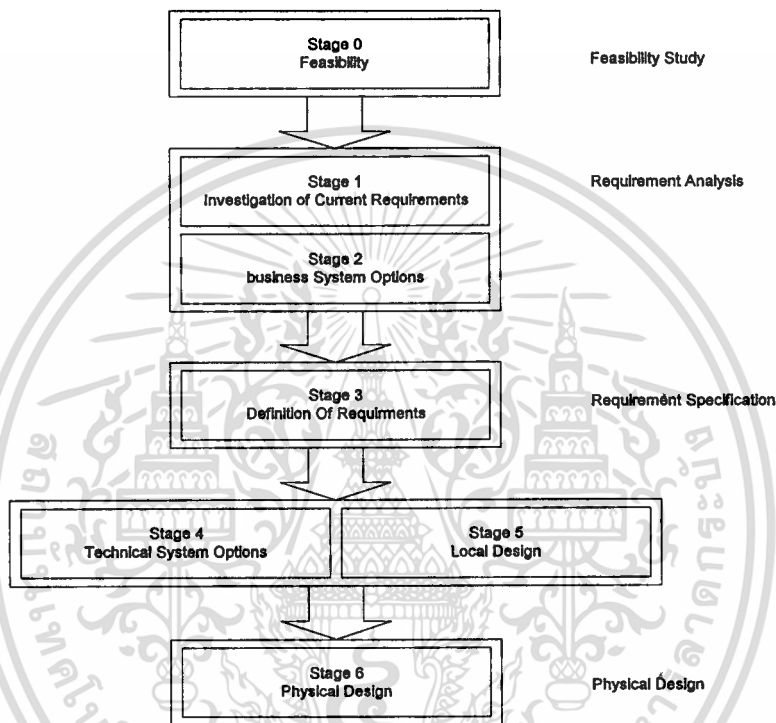 Stage 0
Feasibility
Feasibility Study
Stage 1
Investigation of Current Requirements
Requirement Analysis
Stage 2
business System Options
Stage 3
Definition Of Requirments
Requirement Specification
Stage 4
Technical System Options
Stage 5
Local Design
Stage 6
Physical Design
Physical Design